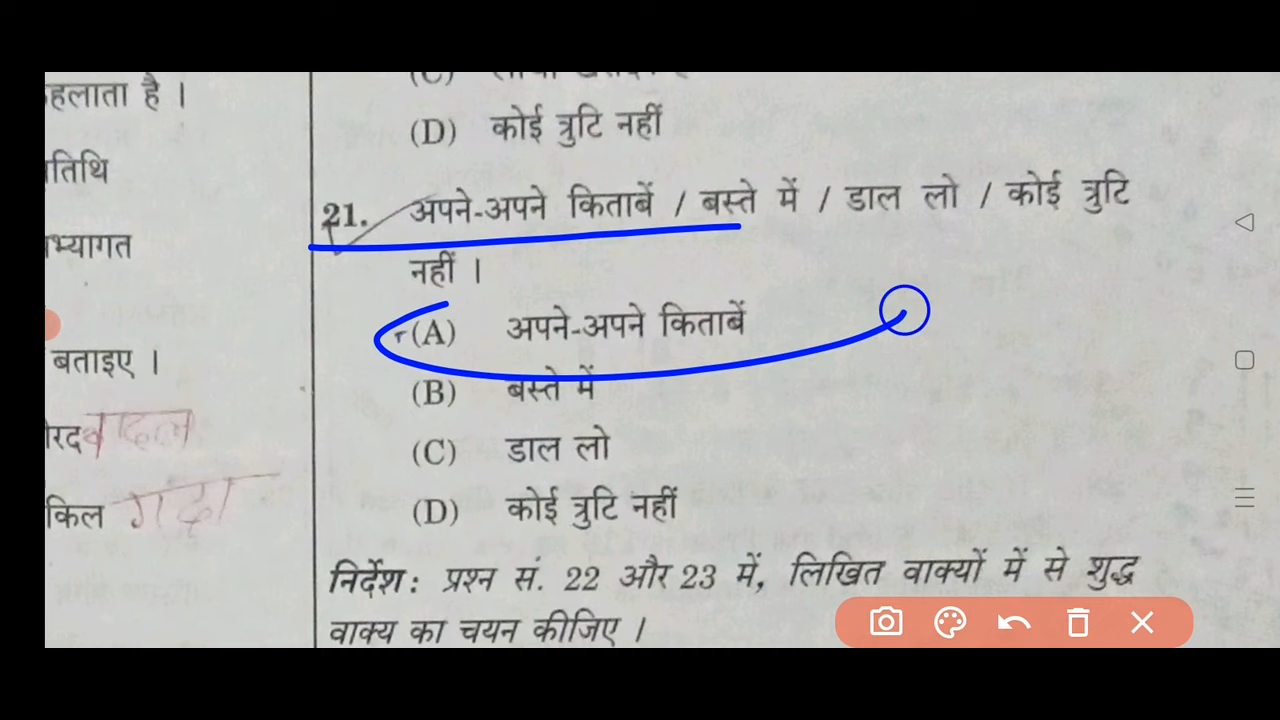 हलाता है ।
तिथि
भ्यागत
बताइए ।
रद
किल
(D) कोई त्रुटि नहीं
21. अपने-अपने किताबें / बस्ते में / डाल लो / कोई त्रुटि
नहीं ।
(A) अपने-अपने किताबें
(B) बस्ते में
(C) डाल लो
(D) कोई त्रुटि नहीं
निर्देश: प्रश्न सं. 22 और 23 में, लिखित वाक्यों में से शुद्ध
वाक्य का चयन कीजिए ।